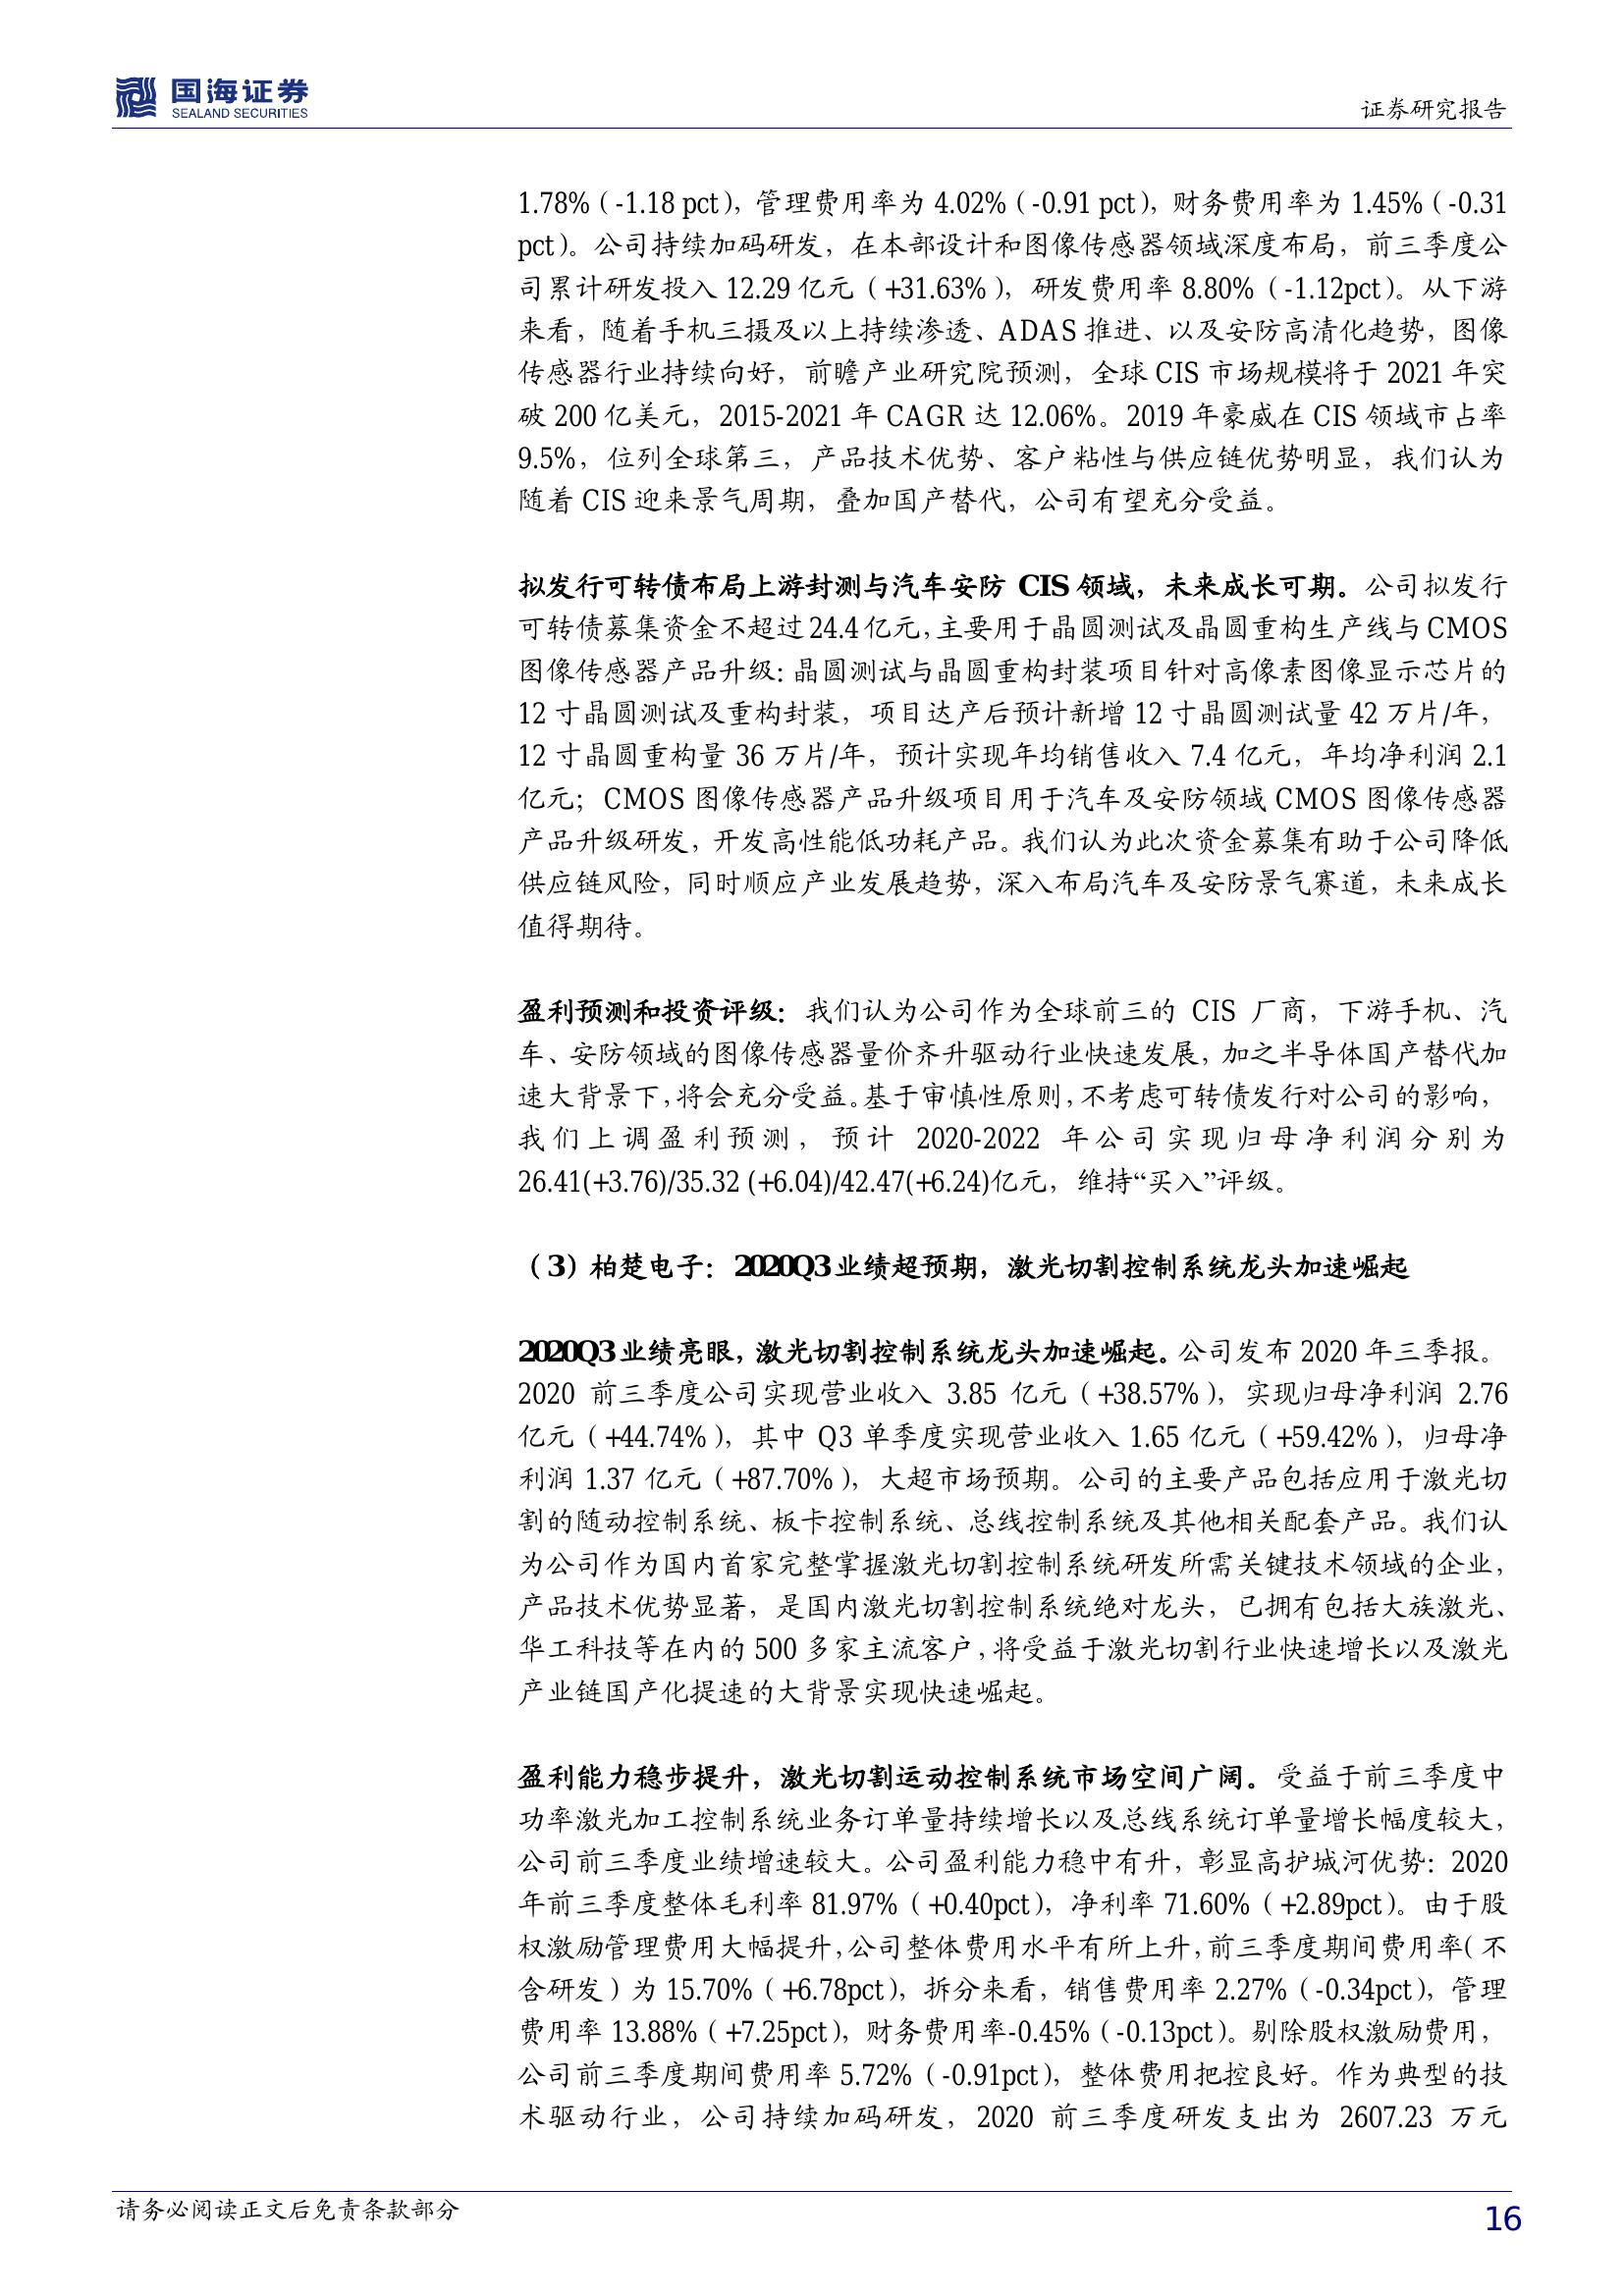 国海证券
SEALAND SECURITIES
证券研究报告
1.78%（-1.18 pct），管理费用率为 4.02%（-0.91 pct），财务费用率为 1.45%（-0.31
pct）。公司持续加码研发，在本部设计和图像传感器领域深度布局，前三季度公
司累计研发投入 12.29 亿元（+31.63%），研发费用率 8.80%（-1.12pct）。从下游
来看，随着手机三摄及以上持续渗透、ADAS 推进、以及安防高清化趋势，图像
传感器行业持续向好，前瞻产业研究院预测，全球 CIS 市场规模将于 2021 年突
破 200 亿美元，2015-2021 年 CAGR 达 12.06%。2019 年豪威在 CIS 领域市占率
9.5%，位列全球第三，产品技术优势、客户粘性与供应链优势明显，我们认为
随着 CIS 迎来景气周期，叠加国产替代，公司有望充分受益。
拟发行可转债布局上游封测与汽车安防 CIS 领域，未来成长可期。公司拟发行
可转债募集资金不超过 24.4 亿元，主要用于晶圆测试及晶圆重构生产线与 CMOS
图像传感器产品升级：晶圆测试与晶圆重构封装项目针对高像素图像显示芯片的
12 寸晶圆测试及重构封装，项目达产后预计新增 12 寸晶圆测试量 42 万片/年，
12 寸晶圆重构量 36 万片/年，预计实现年均销售收入 7.4 亿元，年均净利润 2.1
亿元；CMOS 图像传感器产品升级项目用于汽车及安防领域 CMOS 图像传感器
产品升级研发，开发高性能低功耗产品。我们认为此次资金募集有助于公司降低
供应链风险，同时顺应产业发展趋势，深入布局汽车及安防景气赛道，未来成长
值得期待。
盈利预测和投资评级：我们认为公司作为全球前三的 CIS 厂商，下游手机、汽
车、安防领域的图像传感器量价齐升驱动行业快速发展，加之半导体国产替代加
速大背景下，将会充分受益。基于审慎性原则，不考虑可转债发行对公司的影响，
我们上调盈利预测，预计 2020-2022 年公司实现归母净利润分别为
26.41(+3.76)/35.32 (+6.04)/42.47(+6.24)亿元，维持“买入”评级。
（3）柏楚电子：2020Q3 业绩超预期，激光切割控制系统龙头加速崛起
2020Q3 业绩亮眼，激光切割控制系统龙头加速崛起。公司发布 2020 年三季报。
2020 前三季度公司实现营业收入 3.85 亿元（+38.57%），实现归母净利润 2.76
亿元（+44.74%），其中 Q3 单季度实现营业收入 1.65 亿元（+59.42%），归母净
利润 1.37 亿元（+87.70%），大超市场预期。公司的主要产品包括应用于激光切
割的随动控制系统、板卡控制系统、总线控制系统及其他相关配套产品。我们认
为公司作为国内首家完整掌握激光切割控制系统研发所需关键技术领域的企业，
产品技术优势显著，是国内激光切割控制系统绝对龙头，已拥有包括大族激光、
华工科技等在内的 500 多家主流客户，将受益于激光切割行业快速增长以及激光
产业链国产化提速的大背景实现快速崛起。
盈利能力稳步提升，激光切割运动控制系统市场空间广阔。受益于前三季度中
功率激光加工控制系统业务订单量持续增长以及总线系统订单量增长幅度较大，
公司前三季度业绩增速较大。公司盈利能力稳中有升，彰显高护城河优势：2020
年前三季度整体毛利率 81.97%（+0.40pct），净利率 71.60%（+2.89pct）。由于股
权激励管理费用大幅提升，公司整体费用水平有所上升，前三季度期间费用率（不
含研发）为 15.70%（+6.78pct），拆分来看，销售费用率 2.27%（-0.34pct），管理
费用率 13.88%（+7.25pct），财务费用率-0.45%（-0.13pct）。剔除股权激励费用，
公司前三季度期间费用率 5.72%（-0.91pct），整体费用把控良好。作为典型的技
术驱动行业，公司持续加码研发，2020 前三季度研发支出为 2607.23 万元
请务必阅读正文后免责条款部分
16